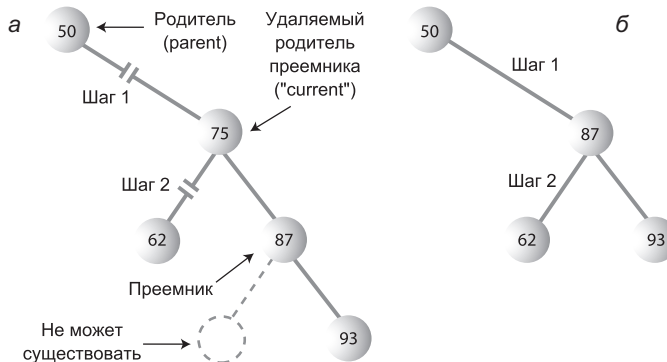 а
50
Родитель
(parent)
Удаляемый
родитель
преемника
("current")
Шаг 1
75
Шаг 2
62
87
Преемник
93
Не может
существовать
б
50
Шаг 1
87
Шаг 2
62
93